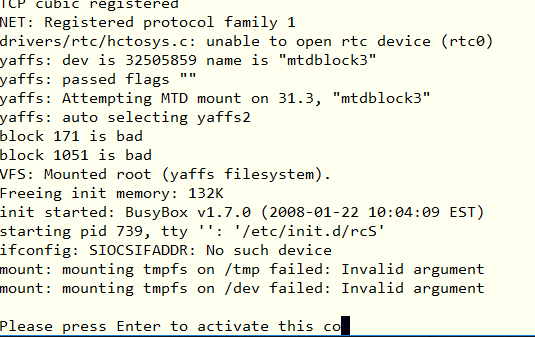 TCP cubic registered
NET: Registered protocol family 1
drivers/rtc/hctosys.c: unable to open rtc device (rtc0)
yaffs: dev is 32505859 name is "mtdblock3"
yaffs: passed flags ""
yaffs: Attempting MTD mount on 31.3, "mtdblock3"
yaffs: auto selecting yaffs2
block 171 is bad
block 1051 is bad
VFS: Mounted root (yaffs filesystem).
Freeing init memory: 132K
init started: BusyBox v1.7.0 (2008-01-22 10:04:09 EST)
starting pid 739, tty '': '/etc/init.d/rcS'
ifconfig: SIOCSIFADDR: No such device
mount: mounting tmpfs on /tmp failed: Invalid argument
mount: mounting tmpfs on /dev failed: Invalid argument
Please press Enter to activate this co